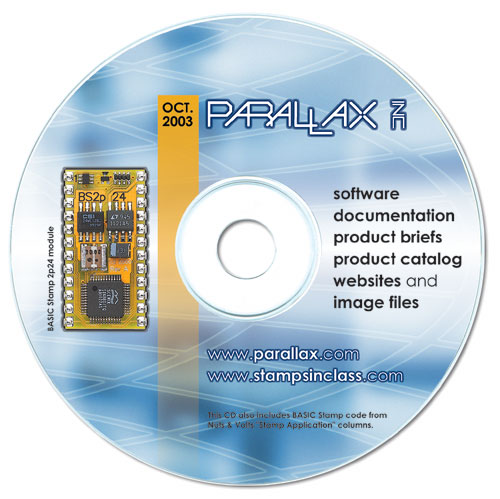 OCT.
2003
PARALLAX INC
software
documentation
product briefs
product catalog
websites and
image files
BS2p 24
BASIC Stamp 2p24 module
www.parallax.com
www.stampsinclass.com
This CD also includes BASIC Stamp code from
Nuts & Volts "Stamp Application" columns.